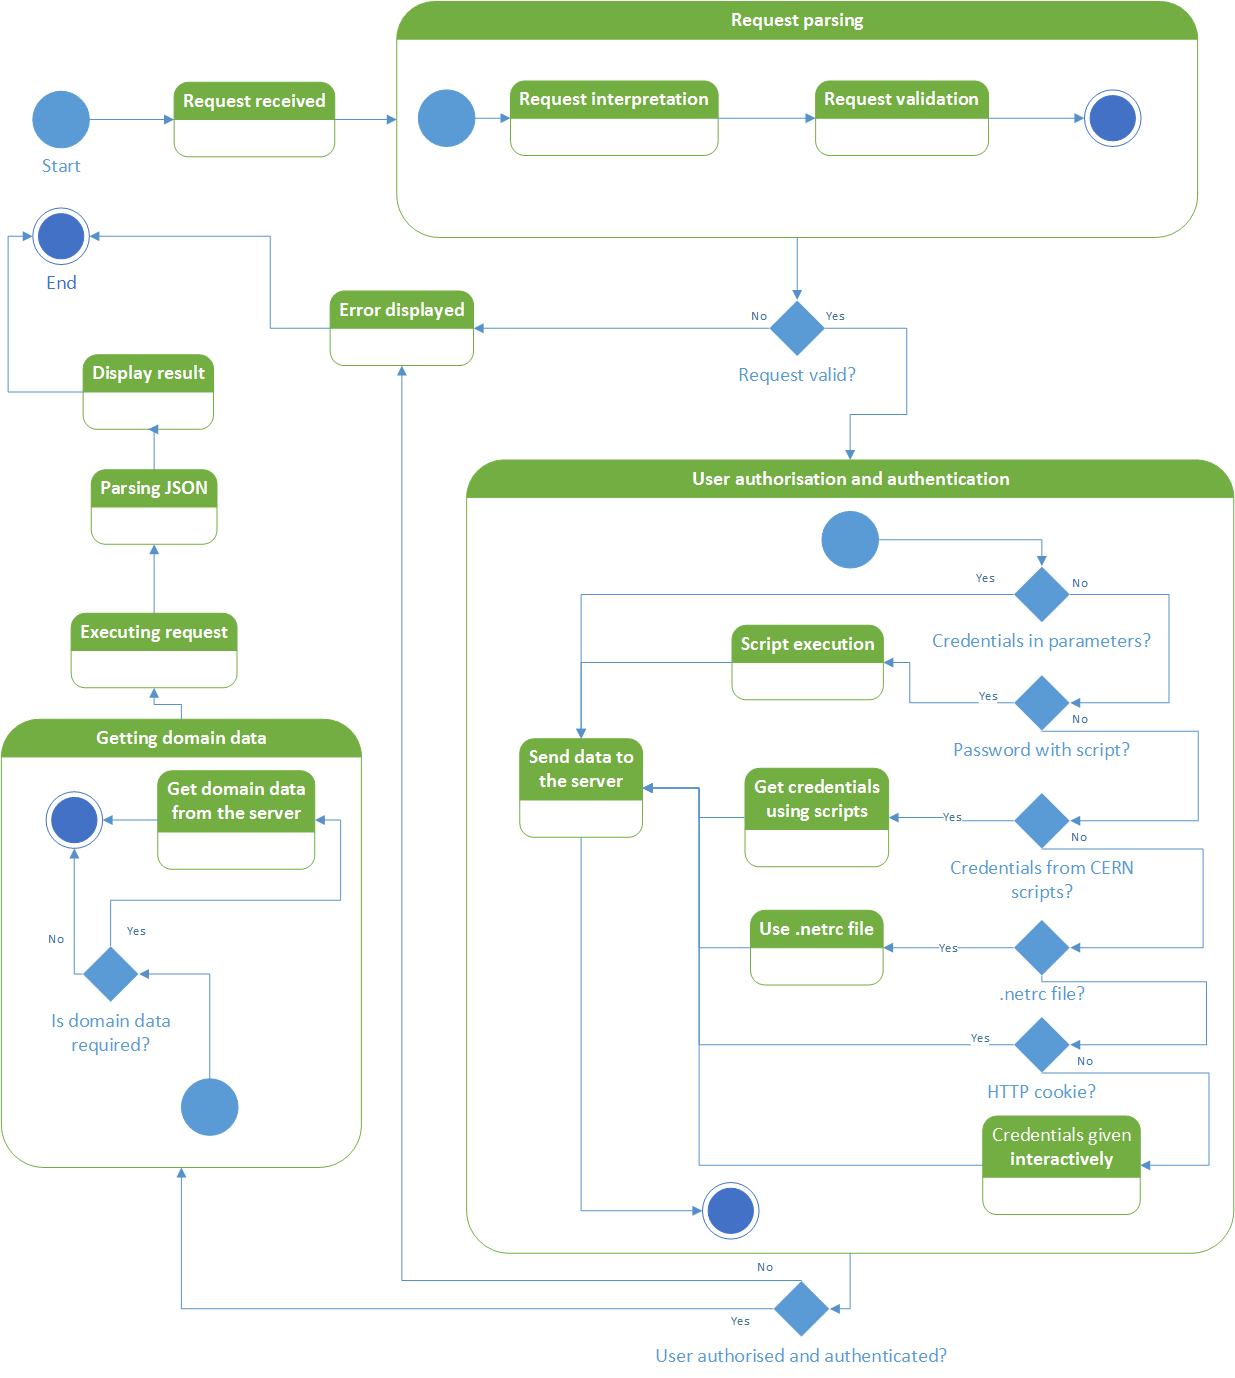 Request parsing
Request received
Request interpretation
Request validation
Start
End
Error displayed
No
Yes
Request valid?
Display result
Parsing JSON
User authorisation and authentication
Yes
No
Credentials in parameters?
Executing request
Script execution
Yes
No
Password with script?
Getting domain data
Send data to
the server
Get domain data
from the server
Get credentials
using scripts
Yes
No
Credentials from CERN
scripts?
No
Yes
Use .netrc file
Yes
.netrc file?
Is domain data
required?
Yes
No
HTTP cookie?
Credentials given
interactively
No
Yes
User authorised and authenticated?